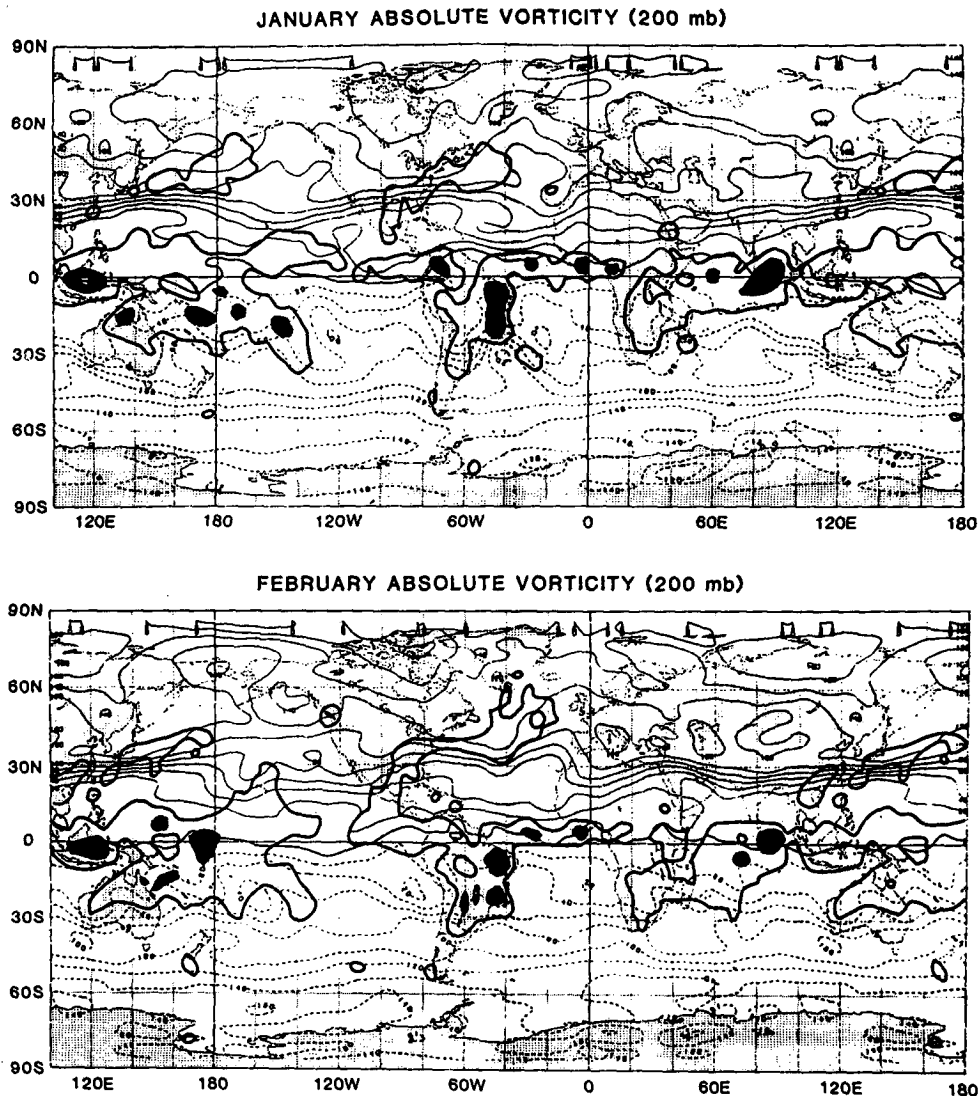 JANUARY ABSOLUTE VORTICITY (200 mb)
90N
60N
30N
0
30S
60S
90S
120E 180 120W 60W 0 60E 120E 180
FEBRUARY ABSOLUTE VORTICITY (200 mb)
90N
60N
30N
0
30S
60S
90S
120E 180 120W 60W 0 60E 120E 180